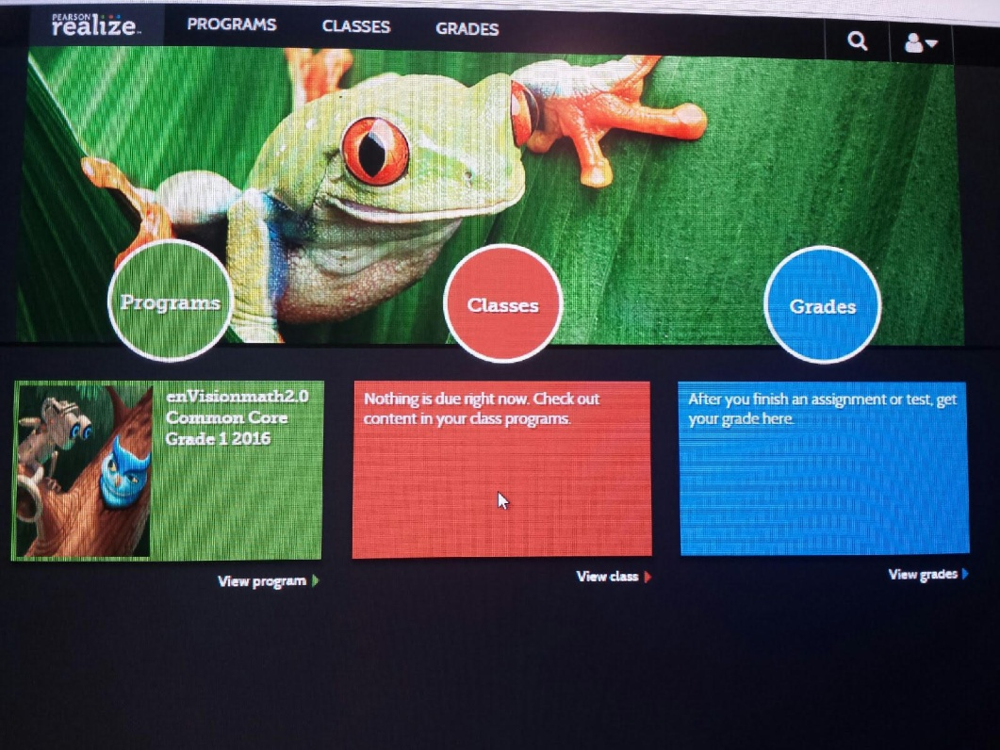 PEARSON
realize™
PROGRAMS
CLASSES
GRADES
Programs
Classes
Grades
enVisionmath2.0
Common Core
Grade 1 2016
Nothing is due right now. Check out
content in your class programs.
After you finish an assignment or test, get
your grade here.
View program
View class
View grades